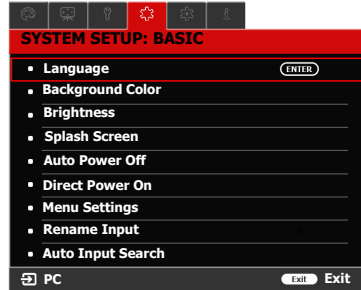 SYSTEM SETUP: BASIC
Language ENTER
Background Color
Brightness
Splash Screen
Auto Power Off
Direct Power On
Menu Settings
Rename Input
Auto Input Search
PC Exit Exit